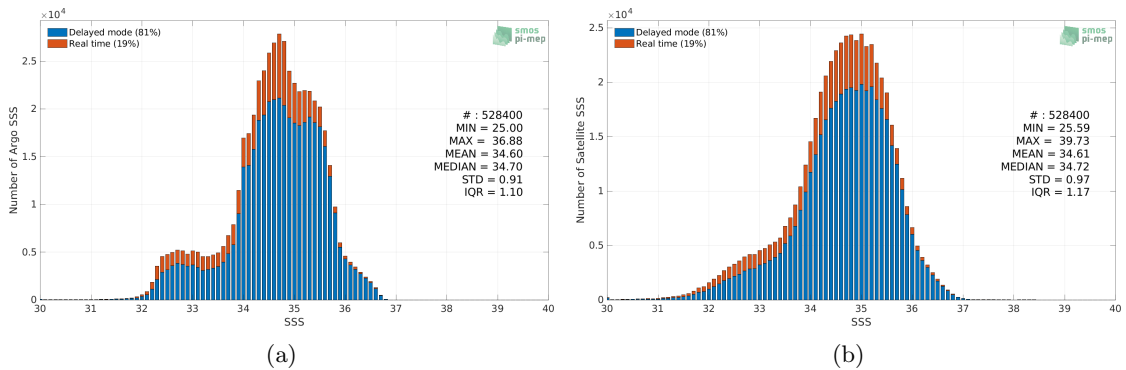 ×10⁴
Delayed mode (81%)
Real time (19%)
smos
pi-mep
# : 528400
MIN = 25.00
MAX = 36.88
MEAN = 34.60
MEDIAN = 34.70
STD = 0.91
IQR = 1.10
Number of Argo SSS
2.5
2
1.5
1
0.5
0
30 31 32 33 34 35 36 37 38 39 40
SSS
(a)
×10⁴
Delayed mode (81%)
Real time (19%)
smos
pi-mep
# : 528400
MIN = 25.59
MAX = 39.73
MEAN = 34.61
MEDIAN = 34.72
STD = 0.97
IQR = 1.17
Number of Satellite SSS
2.5
2
1.5
1
0.5
0
30 31 32 33 34 35 36 37 38 39 40
SSS
(b)